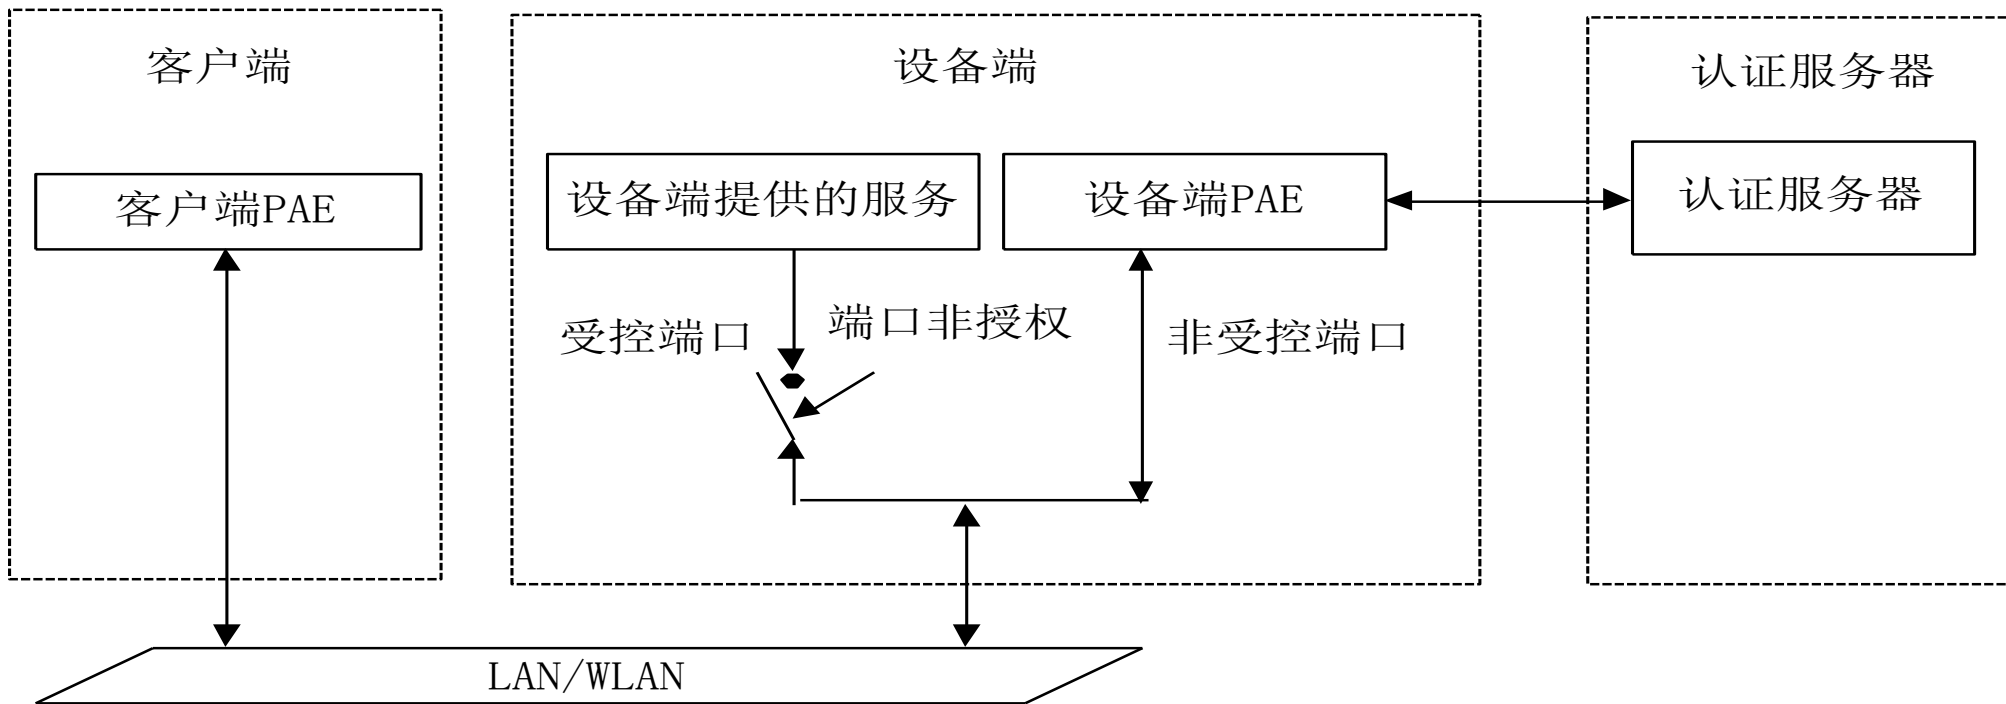 客户端
设备端
认证服务器
客户端PAE
设备端提供的服务
设备端PAE
认证服务器
受控端口
端口非授权
非受控端口
LAN/WLAN